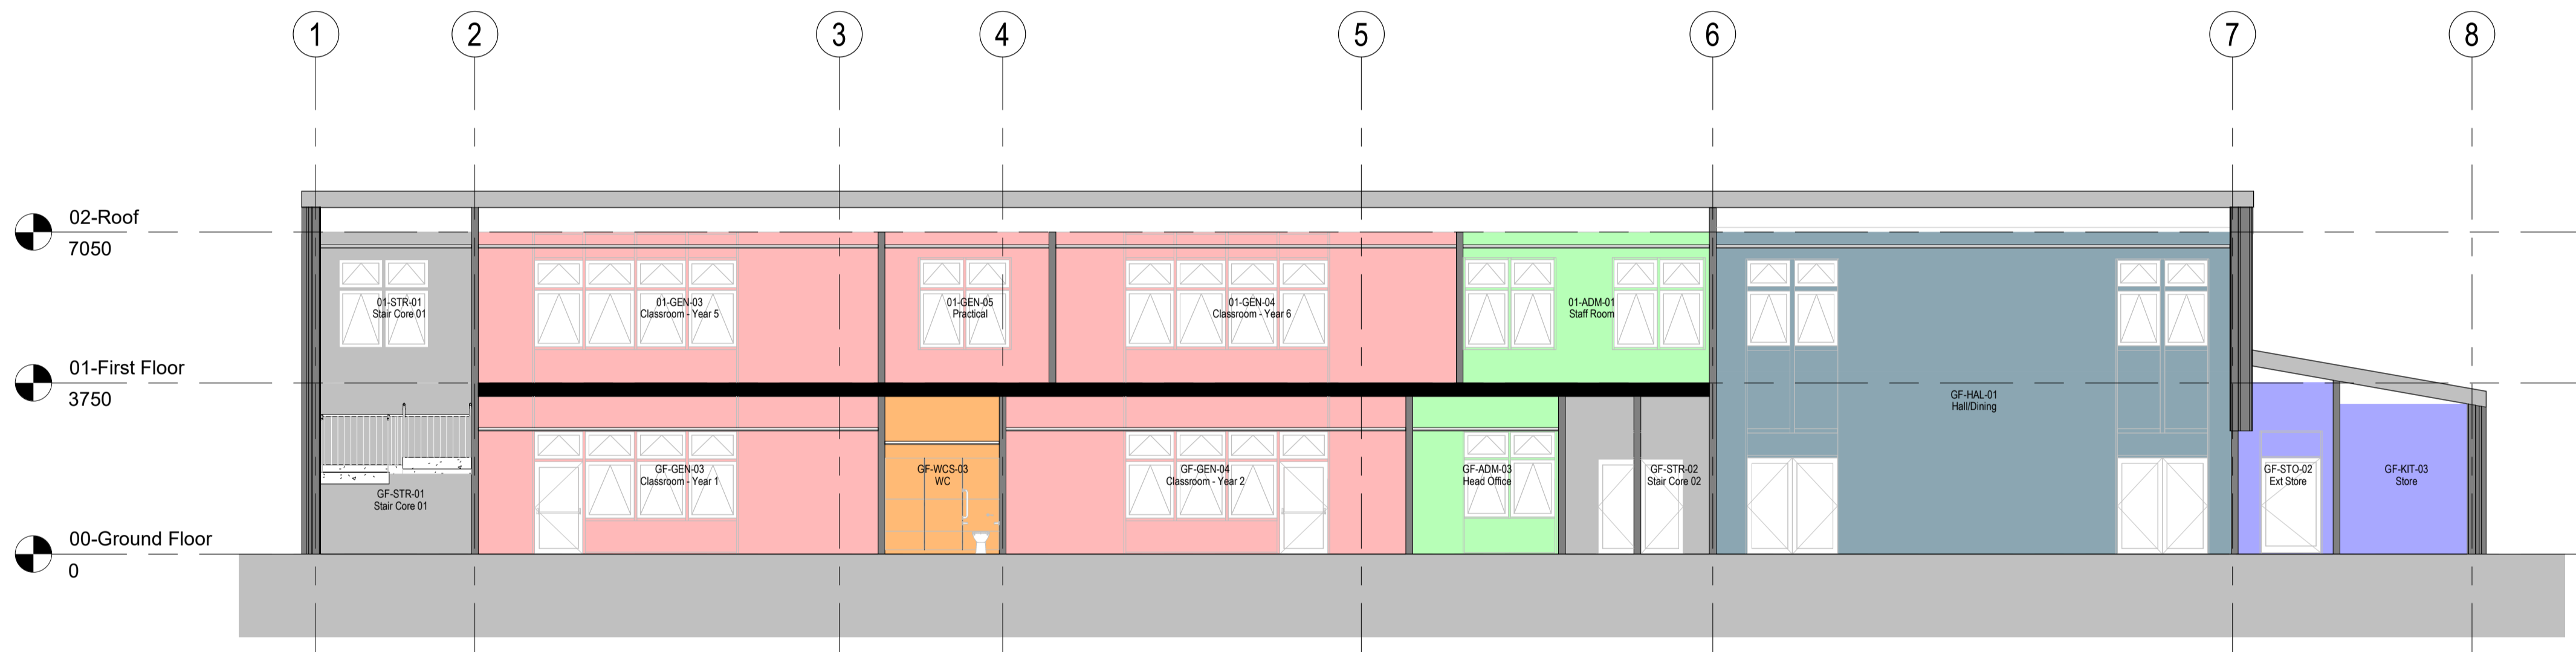 1 2 3 4 5 6 7 8
02-Roof
7050
01-STR-01
Stair Core 01
01-GEN-03
Classroom - Year 5
01-GEN-05
Practical
01-GEN-04
Classroom - Year 6
01-ADM-01
Staff Room
01-First Floor
3750
GF-HAL-01
Hall/Dining
GF-STR-01
Stair Core 01
GF-GEN-03
Classroom - Year 1
GF-WCS-03
WC
GF-GEN-04
Classroom - Year 2
GF-ADM-03
Head Office
GF-STR-02
Stair Core 02
GF-STO-02
Ext Store
GF-KIT-03
Store
00-Ground Floor
0